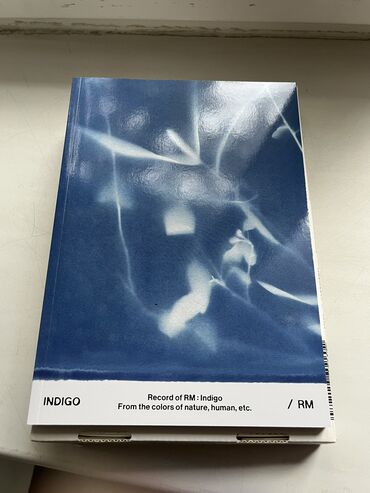 INDIGO
Record of RM : Indigo
From the colors of nature, human, etc.
/ RM